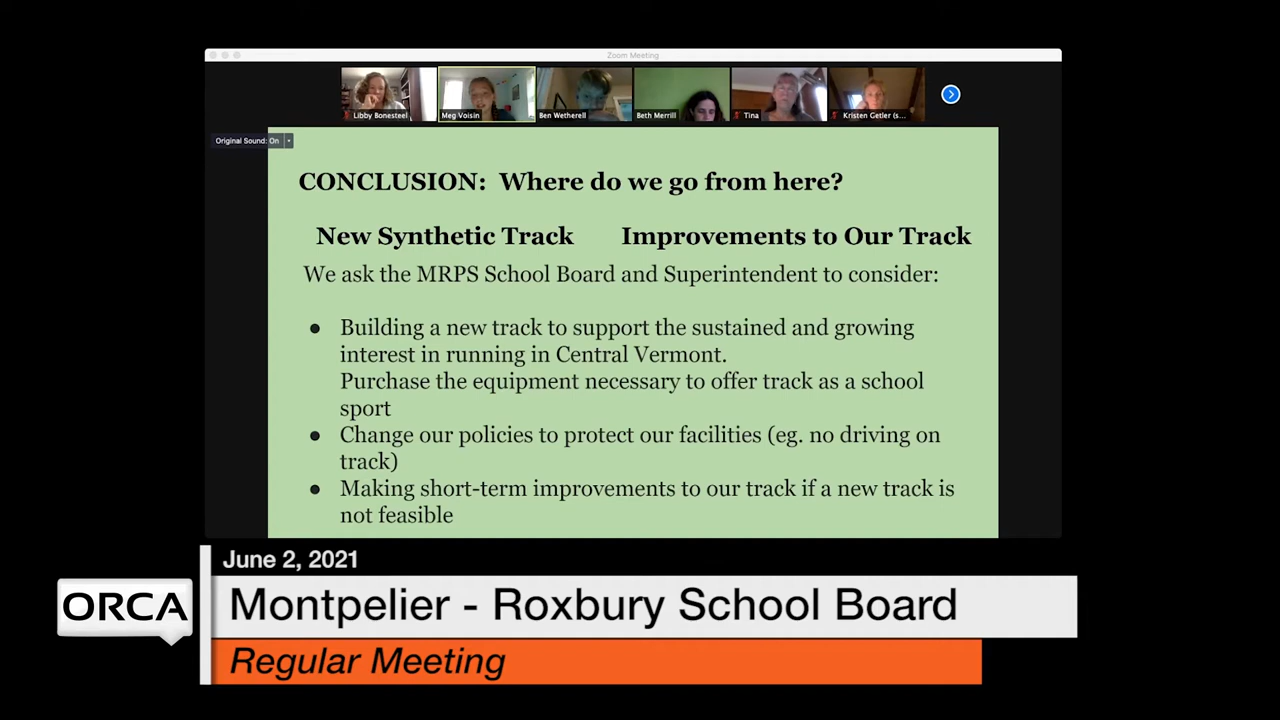 Zoom Meeting
Libby Bonesteel
Meg Voisin
Ben Wetherell
Beth Merrill
Tina
Kristen Getler (s...
Original Sound: On
CONCLUSION: Where do we go from here?
New Synthetic Track Improvements to Our Track
We ask the MRPS School Board and Superintendent to consider:
● Building a new track to support the sustained and growing
interest in running in Central Vermont.
Purchase the equipment necessary to offer track as a school
sport
● Change our policies to protect our facilities (eg. no driving on
track)
● Making short-term improvements to our track if a new track is
not feasible
June 2, 2021
ORCA
Montpelier - Roxbury School Board
Regular Meeting